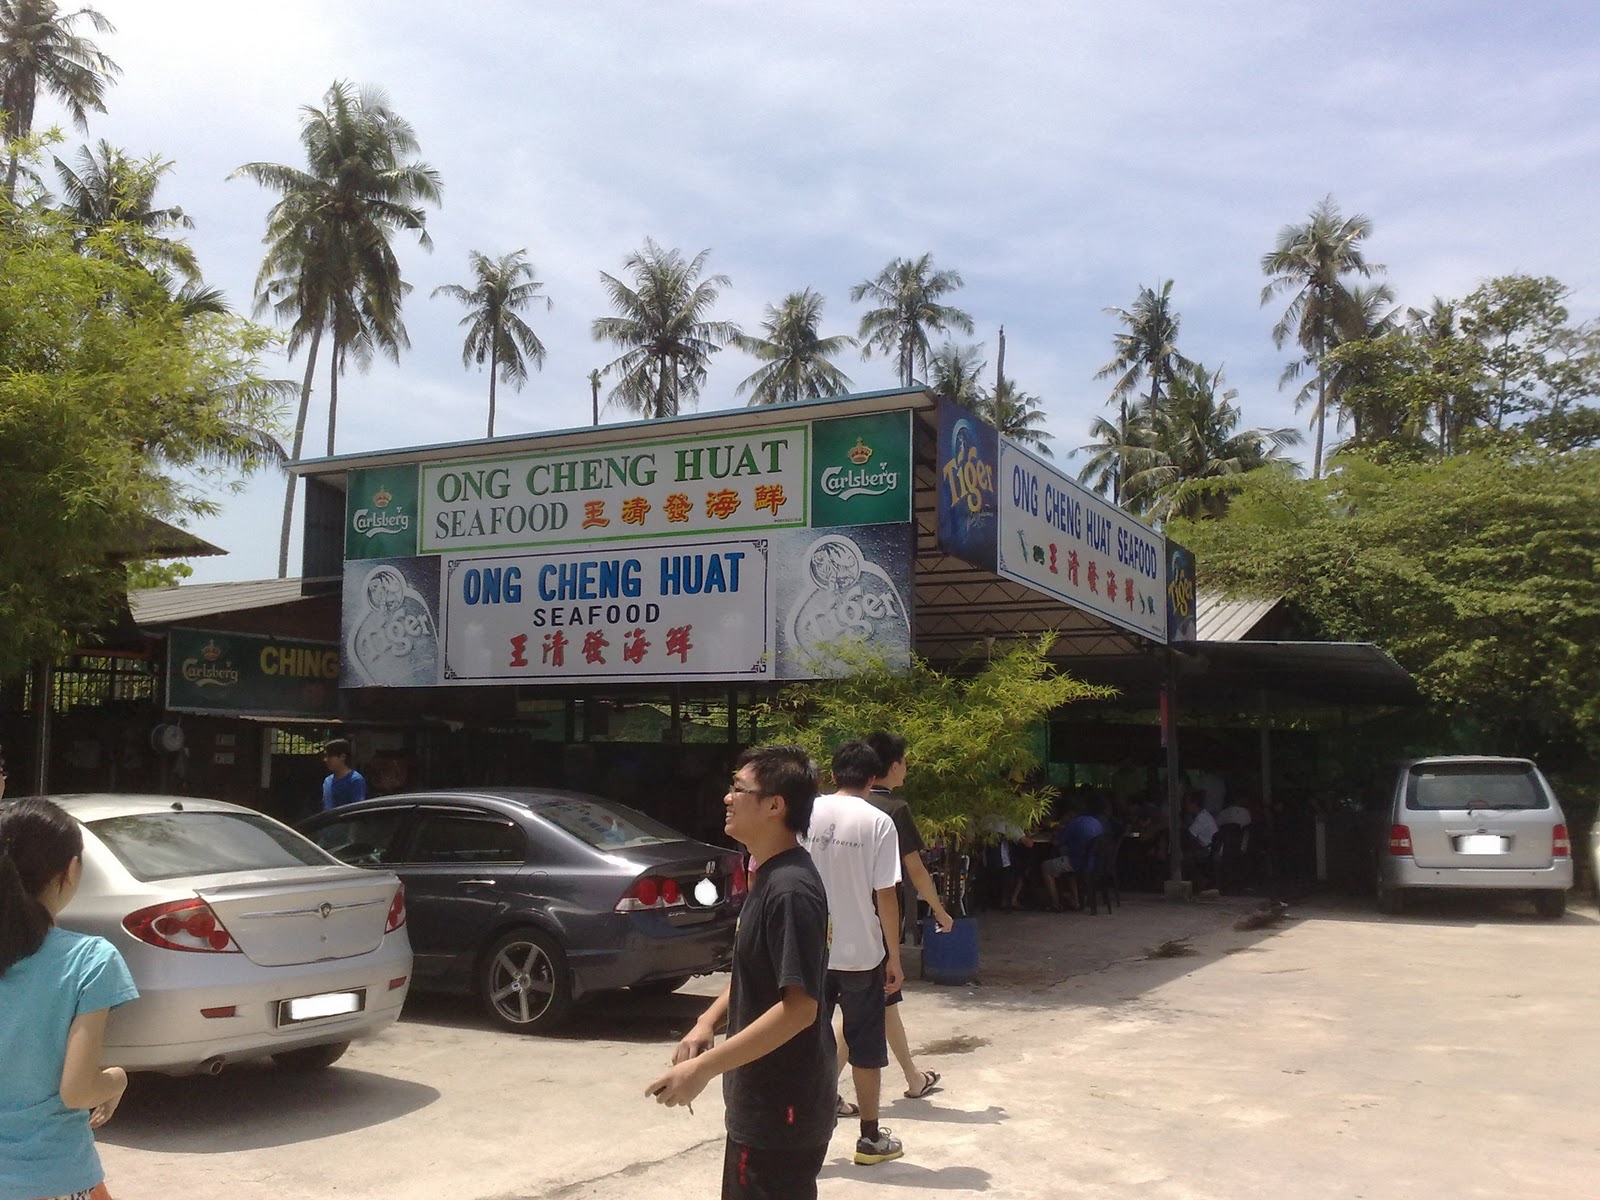 Carlsberg
ONG CHENG HUAT
SEAFOOD 王清發海鮮
Carlsberg
Tiger
ONG CHENG HUAT
SEAFOOD
王清發海鮮
Tiger
Tiger
ONG CHENG HUAT SEAFOOD
王清發海鮮
Tiger
Carlsberg
CHING